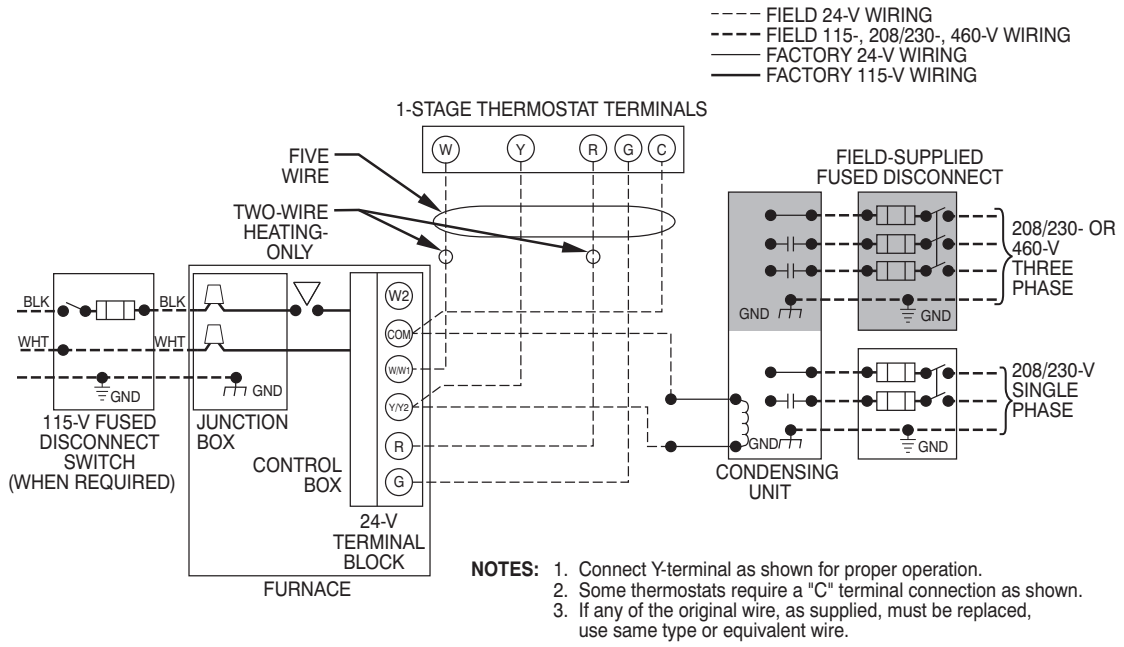 FIELD 24-V WIRING
FIELD 115-, 208/230-, 460-V WIRING
FACTORY 24-V WIRING
FACTORY 115-V WIRING
1-STAGE THERMOSTAT TERMINALS
W
Y
R
G
C
FIVE
WIRE
TWO-WIRE
HEATING-
ONLY
FIELD-SUPPLIED
FUSED DISCONNECT
208/230- OR
460-V
THREE
PHASE
GND
GND
BLK
BLK
WHT
WHT
GND
GND
W2
COM
W/W1
Y/Y2
R
G
208/230-V
SINGLE
PHASE
GND
GND
115-V FUSED
DISCONNECT
SWITCH
(WHEN REQUIRED)
JUNCTION
BOX
CONTROL
BOX
24-V
TERMINAL
BLOCK
FURNACE
CONDENSING
UNIT
NOTES: 1. Connect Y-terminal as shown for proper operation.
2. Some thermostats require a "C" terminal connection as shown.
3. If any of the original wire, as supplied, must be replaced,
use same type or equivalent wire.